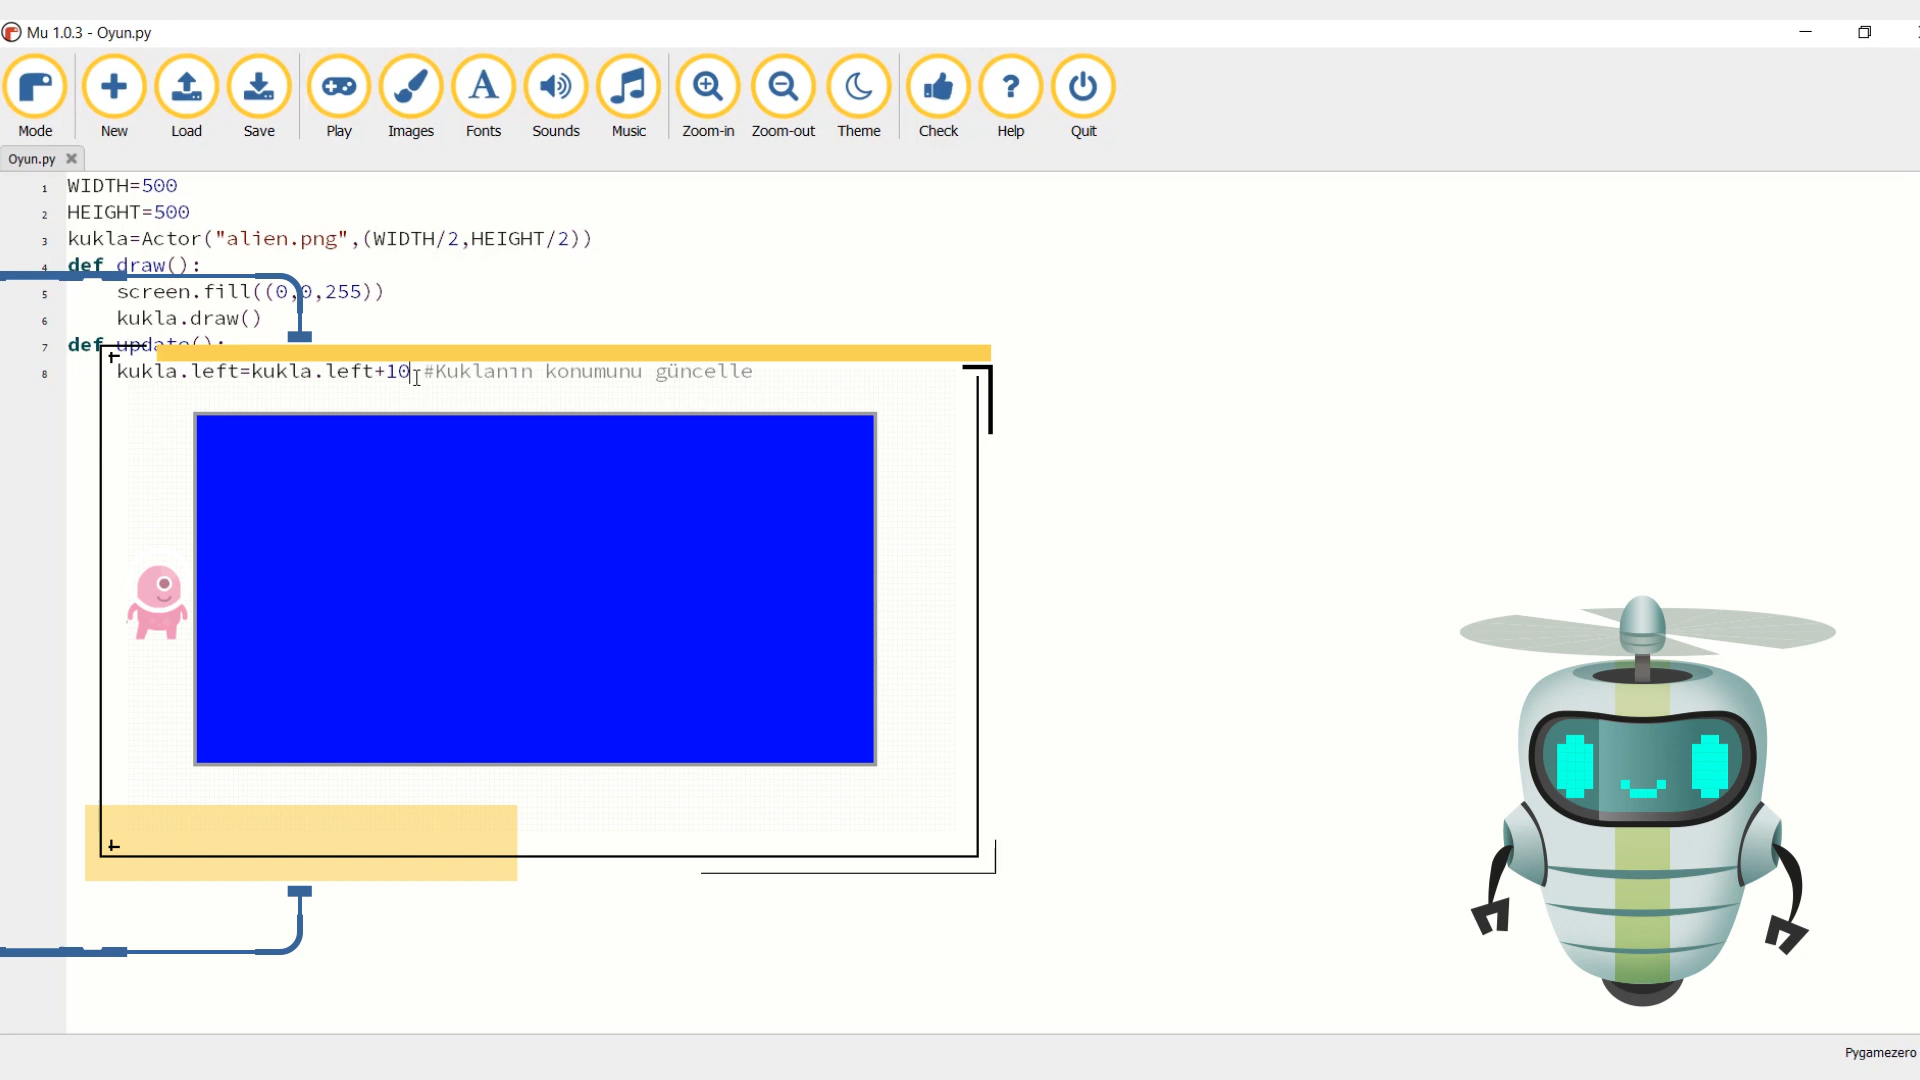 Mu 1.0.3 - Oyun.py
Mode New Load Save Play Images Fonts Sounds Music Zoom-in Zoom-out Theme Check Help Quit
Oyun.py
1 WIDTH=500
2 HEIGHT=500
3 kukla=Actor("alien.png",(WIDTH/2,HEIGHT/2))
4 def draw():
5 screen.fill((0,0,255))
6 kukla.draw()
7 def update():
8 kukla.left=kukla.left+10 #Kuklanın konumunu güncelle
Pygamezero